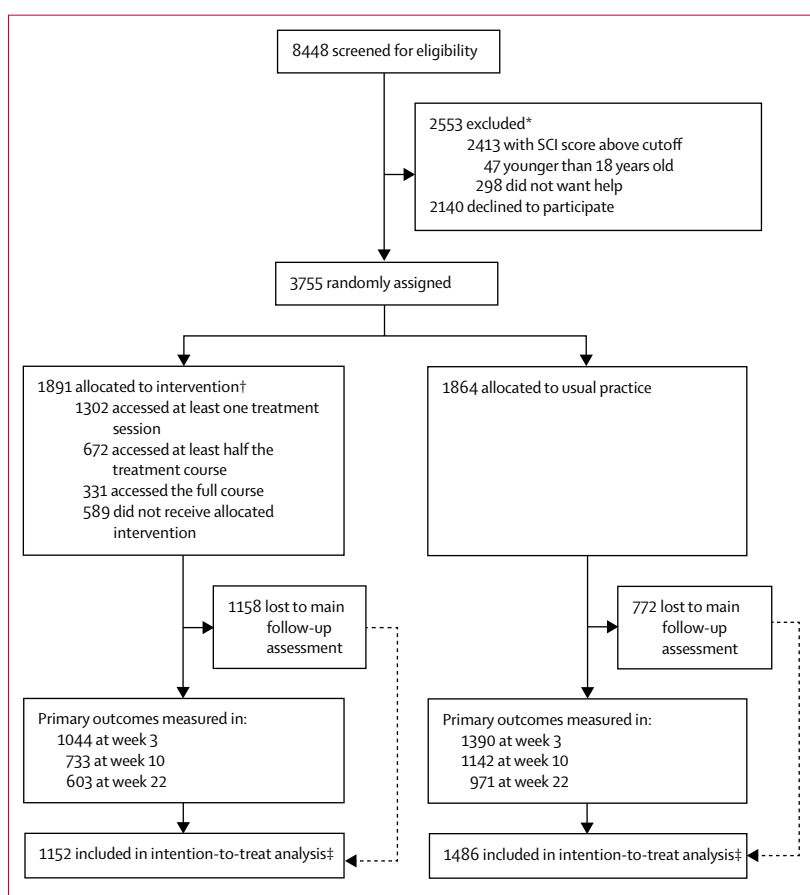 8448 screened for eligibility
2553 excluded*
2413 with SCI score above cutoff
47 younger than 18 years old
298 did not want help
2140 declined to participate
3755 randomly assigned
1891 allocated to intervention†
1302 accessed at least one treatment
session
672 accessed at least half the
treatment course
331 accessed the full course
589 did not receive allocated
intervention
1864 allocated to usual practice
1158 lost to main
follow-up
assessment
772 lost to main
follow-up
assessment
Primary outcomes measured in:
1044 at week 3
733 at week 10
603 at week 22
Primary outcomes measured in:
1390 at week 3
1142 at week 10
971 at week 22
1152 included in intention-to-treat analysis‡
1486 included in intention-to-treat analysis‡